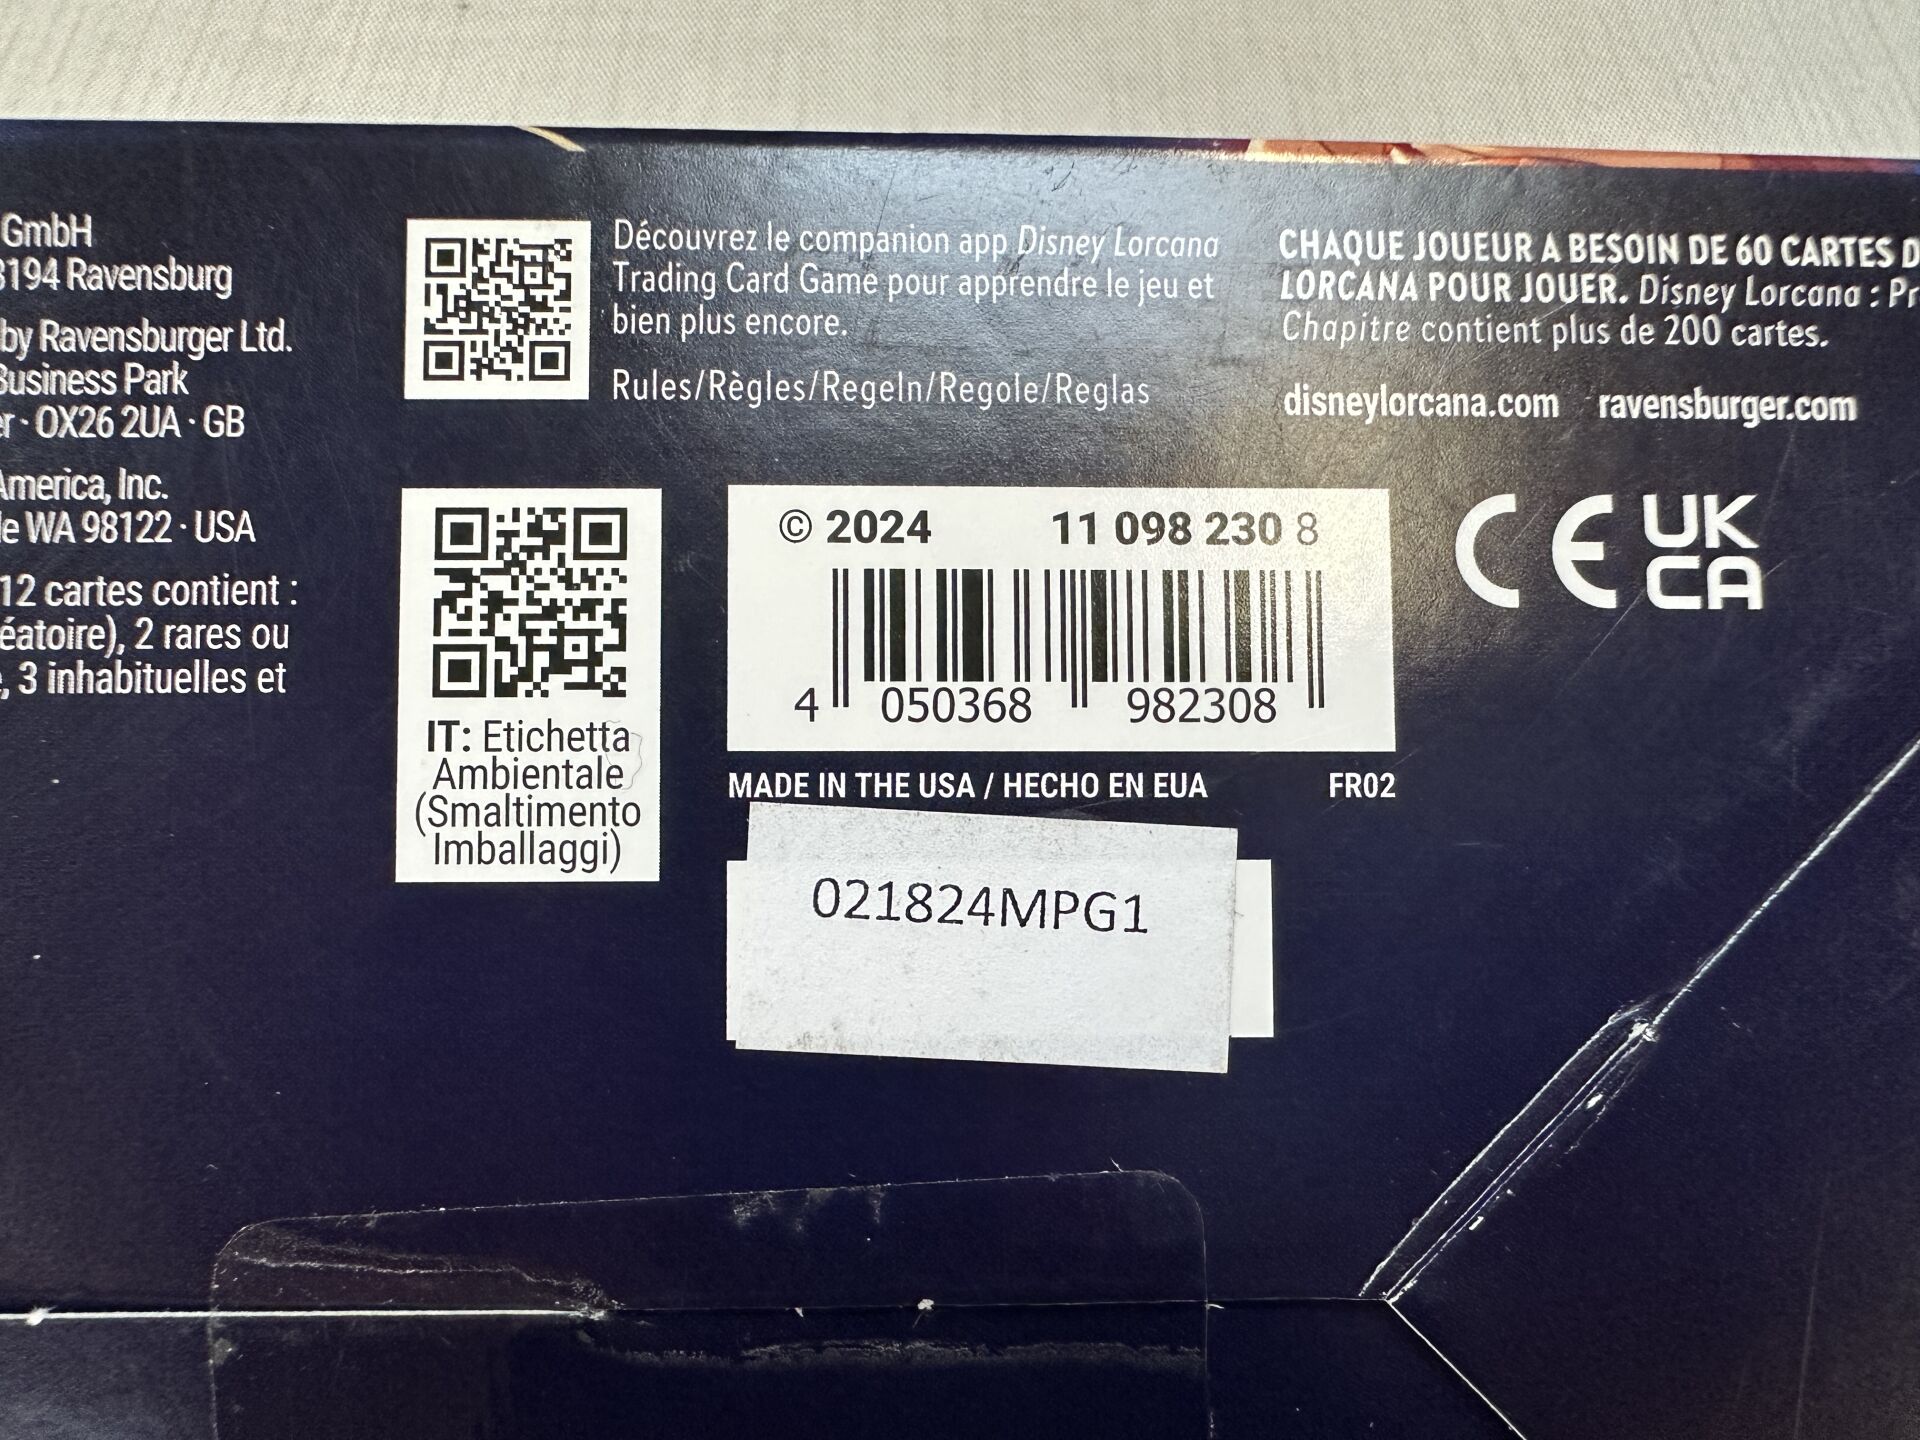 GmbH
3194 Ravensburg
by Ravensburger Ltd.
Business Park
OX26 2UA · GB
America, Inc.
WA 98122 · USA
12 cartes contient :
2 rares ou
3 inhabituelles et
Découvrez le companion app Disney Lorcana
Trading Card Game pour apprendre le jeu et
bien plus encore.
Rules/Règles/Regeln/Regole/Reglas
CHAQUE JOUEUR A BESOIN DE 60 CARTES
LORCANA POUR JOUER. Disney Lorcana :
Chapitre contient plus de 200 cartes.
disneylorcana.com ravensburger.com
IT: Etichetta
Ambientale
(Smaltimento
Imballaggi)
© 2024 11 098 230 8
4 050368 982308
CE UK
CA
MADE IN THE USA / HECHO EN EUA FR02
021824MPG1